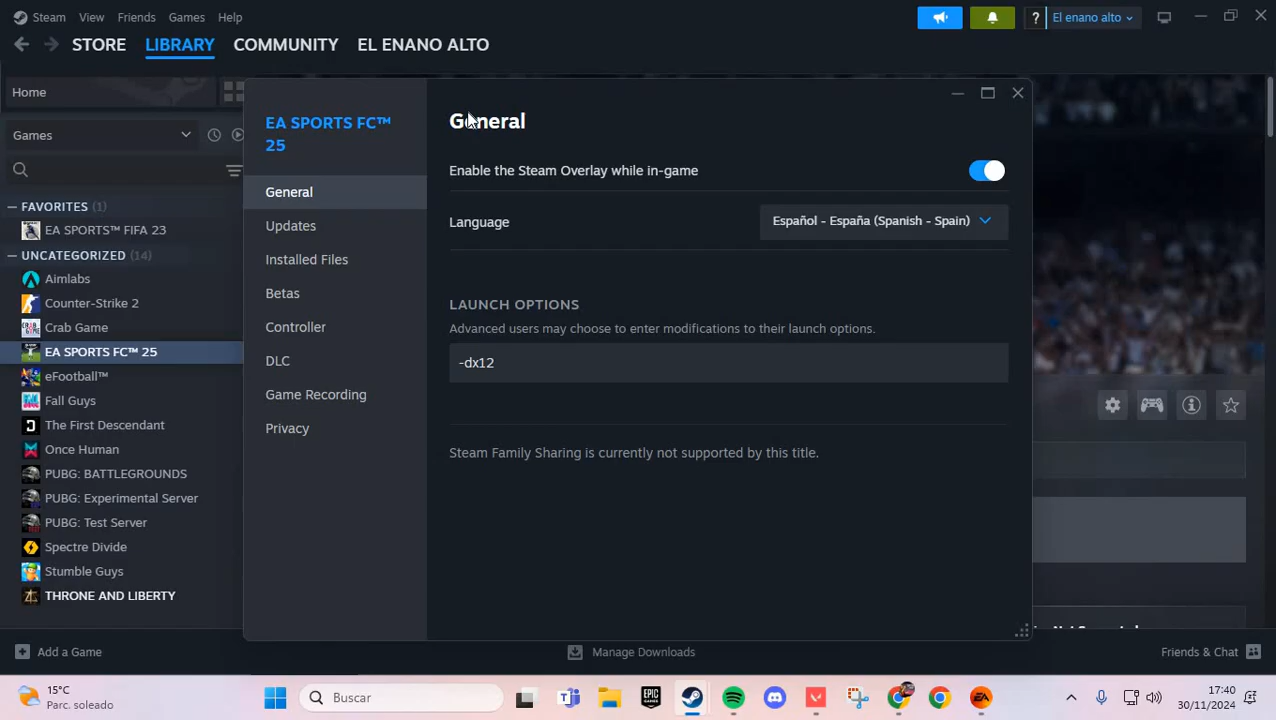 Steam View Friends Games Help
El enano alto
STORE LIBRARY COMMUNITY EL ENANO ALTO
Home
Games
FAVORITES (1)
EA SPORTS™ FIFA 23
UNCATEGORIZED (14)
Aimlabs
Counter-Strike 2
Crab Game
EA SPORTS FC™ 25
eFootball™
Fall Guys
The First Descendant
Once Human
PUBG: BATTLEGROUNDS
PUBG: Experimental Server
PUBG: Test Server
Spectre Divide
Stumble Guys
THRONE AND LIBERTY
EA SPORTS FC™
25
General
Updates
Installed Files
Betas
Controller
DLC
Game Recording
Privacy
General
Enable the Steam Overlay while in-game
Language
Español - España (Spanish - Spain)
LAUNCH OPTIONS
Advanced users may choose to enter modifications to their launch options.
-dx12
Steam Family Sharing is currently not supported by this title.
Add a Game
Manage Downloads
Friends & Chat
15°C
Parc. soleado
Buscar
EPIC
GAMES
EA
17:40
30/11/2024